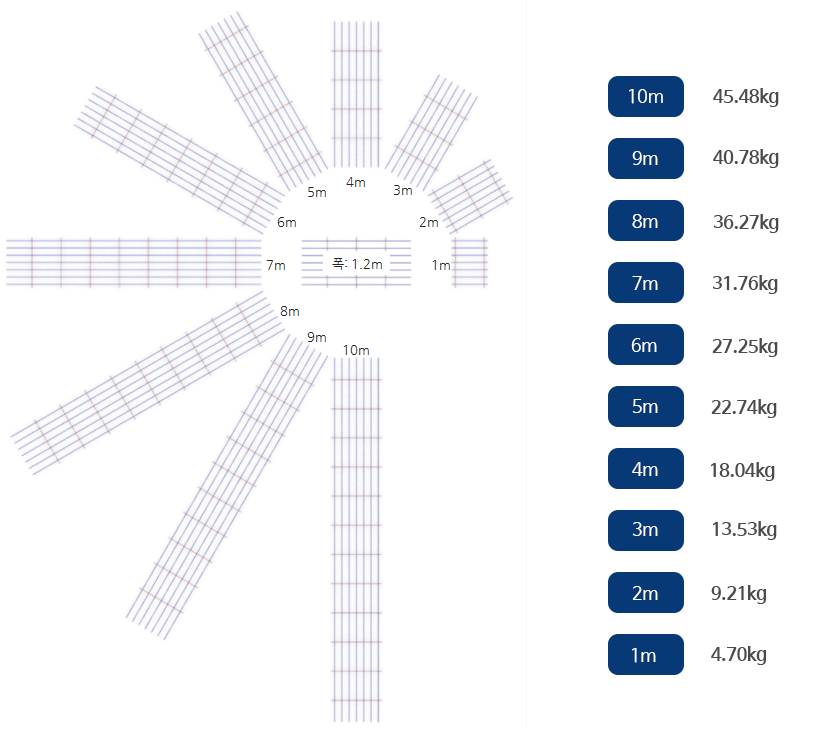 4m
5m
3m
6m
2m
7m
폭: 1.2m
1m
8m
9m
10m
10m 45.48kg
9m 40.78kg
8m 36.27kg
7m 31.76kg
6m 27.25kg
5m 22.74kg
4m 18.04kg
3m 13.53kg
2m 9.21kg
1m 4.70kg